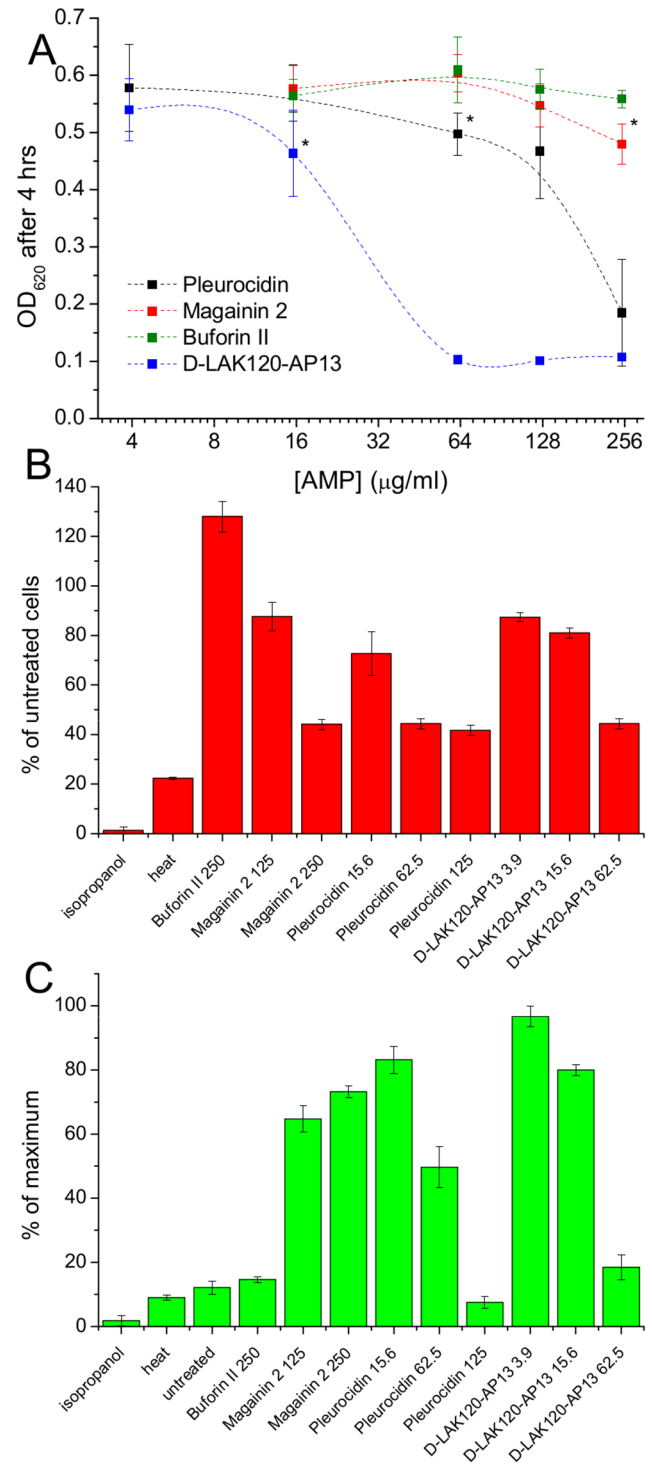 A
0.7
0.6
0.5
0.4
0.3
0.2
0.1
0.0
OD620 after 4 hrs
*
*
*
Pleurocidin
Magainin 2
Buforin II
D-LAK120-AP13
4 8 16 32 64 128 256
[AMP] (μg/ml)
B
140
120
100
80
60
40
20
0
% of untreated cells
isopropanol
heat
Buforin II 250
Magainin 2 125
Magainin 2 250
Pleurocidin 15.6
Pleurocidin 62.5
Pleurocidin 125
D-LAK120-AP13 3.9
D-LAK120-AP13 15.6
D-LAK120-AP13 62.5
C
100
80
60
40
20
0
% of maximum
isopropanol
heat
untreated
Buforin II 250
Magainin 2 125
Magainin 2 250
Pleurocidin 15.6
Pleurocidin 62.5
Pleurocidin 125
D-LAK120-AP13 3.9
D-LAK120-AP13 15.6
D-LAK120-AP13 62.5